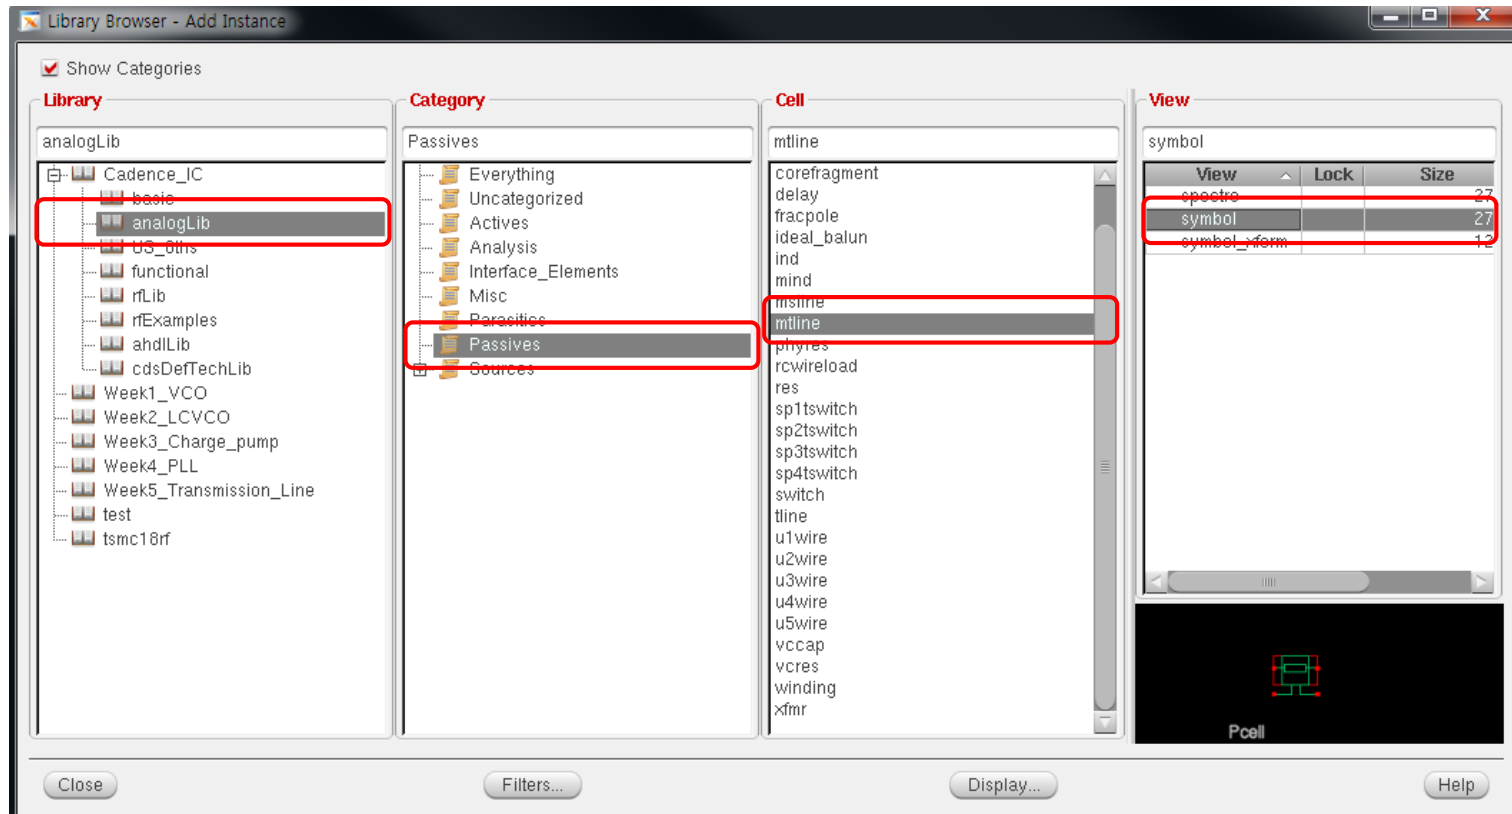 Library Browser - Add Instance
Show Categories
Library
analogLib
Cadence_IC
basic
analogLib
US_8ths
functional
rfLib
rfExamples
ahdlLib
cdsDefTechLib
Week1_VCO
Week2_LCVCO
Week3_Charge_pump
Week4_PLL
Week5_Transmission_Line
test
tsmc18rf
Category
Passives
Everything
Uncategorized
Actives
Analysis
Interface_Elements
Misc
Parasitics
Passives
Sources
Cell
mtline
corefragment
delay
fracpole
ideal_balun
ind
mind
msline
mtline
phyres
rcwireload
res
sp1tswitch
sp2tswitch
sp3tswitch
sp4tswitch
switch
tline
u1wire
u2wire
u3wire
u4wire
u5wire
vccap
vcres
winding
xfmr
View
symbol
View Lock Size
spectre 27
symbol 27
symbol_xform 12
Pcell
Close Filters... Display... Help